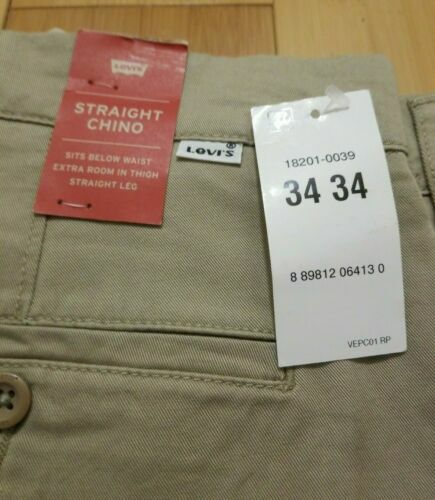 LEVI'S
STRAIGHT
CHINO
SITS BELOW WAIST
EXTRA ROOM IN THIGH
STRAIGHT LEG
LEVI'S ®
18201-0039
34 34
8 89812 06413 0
VEPC01 RP